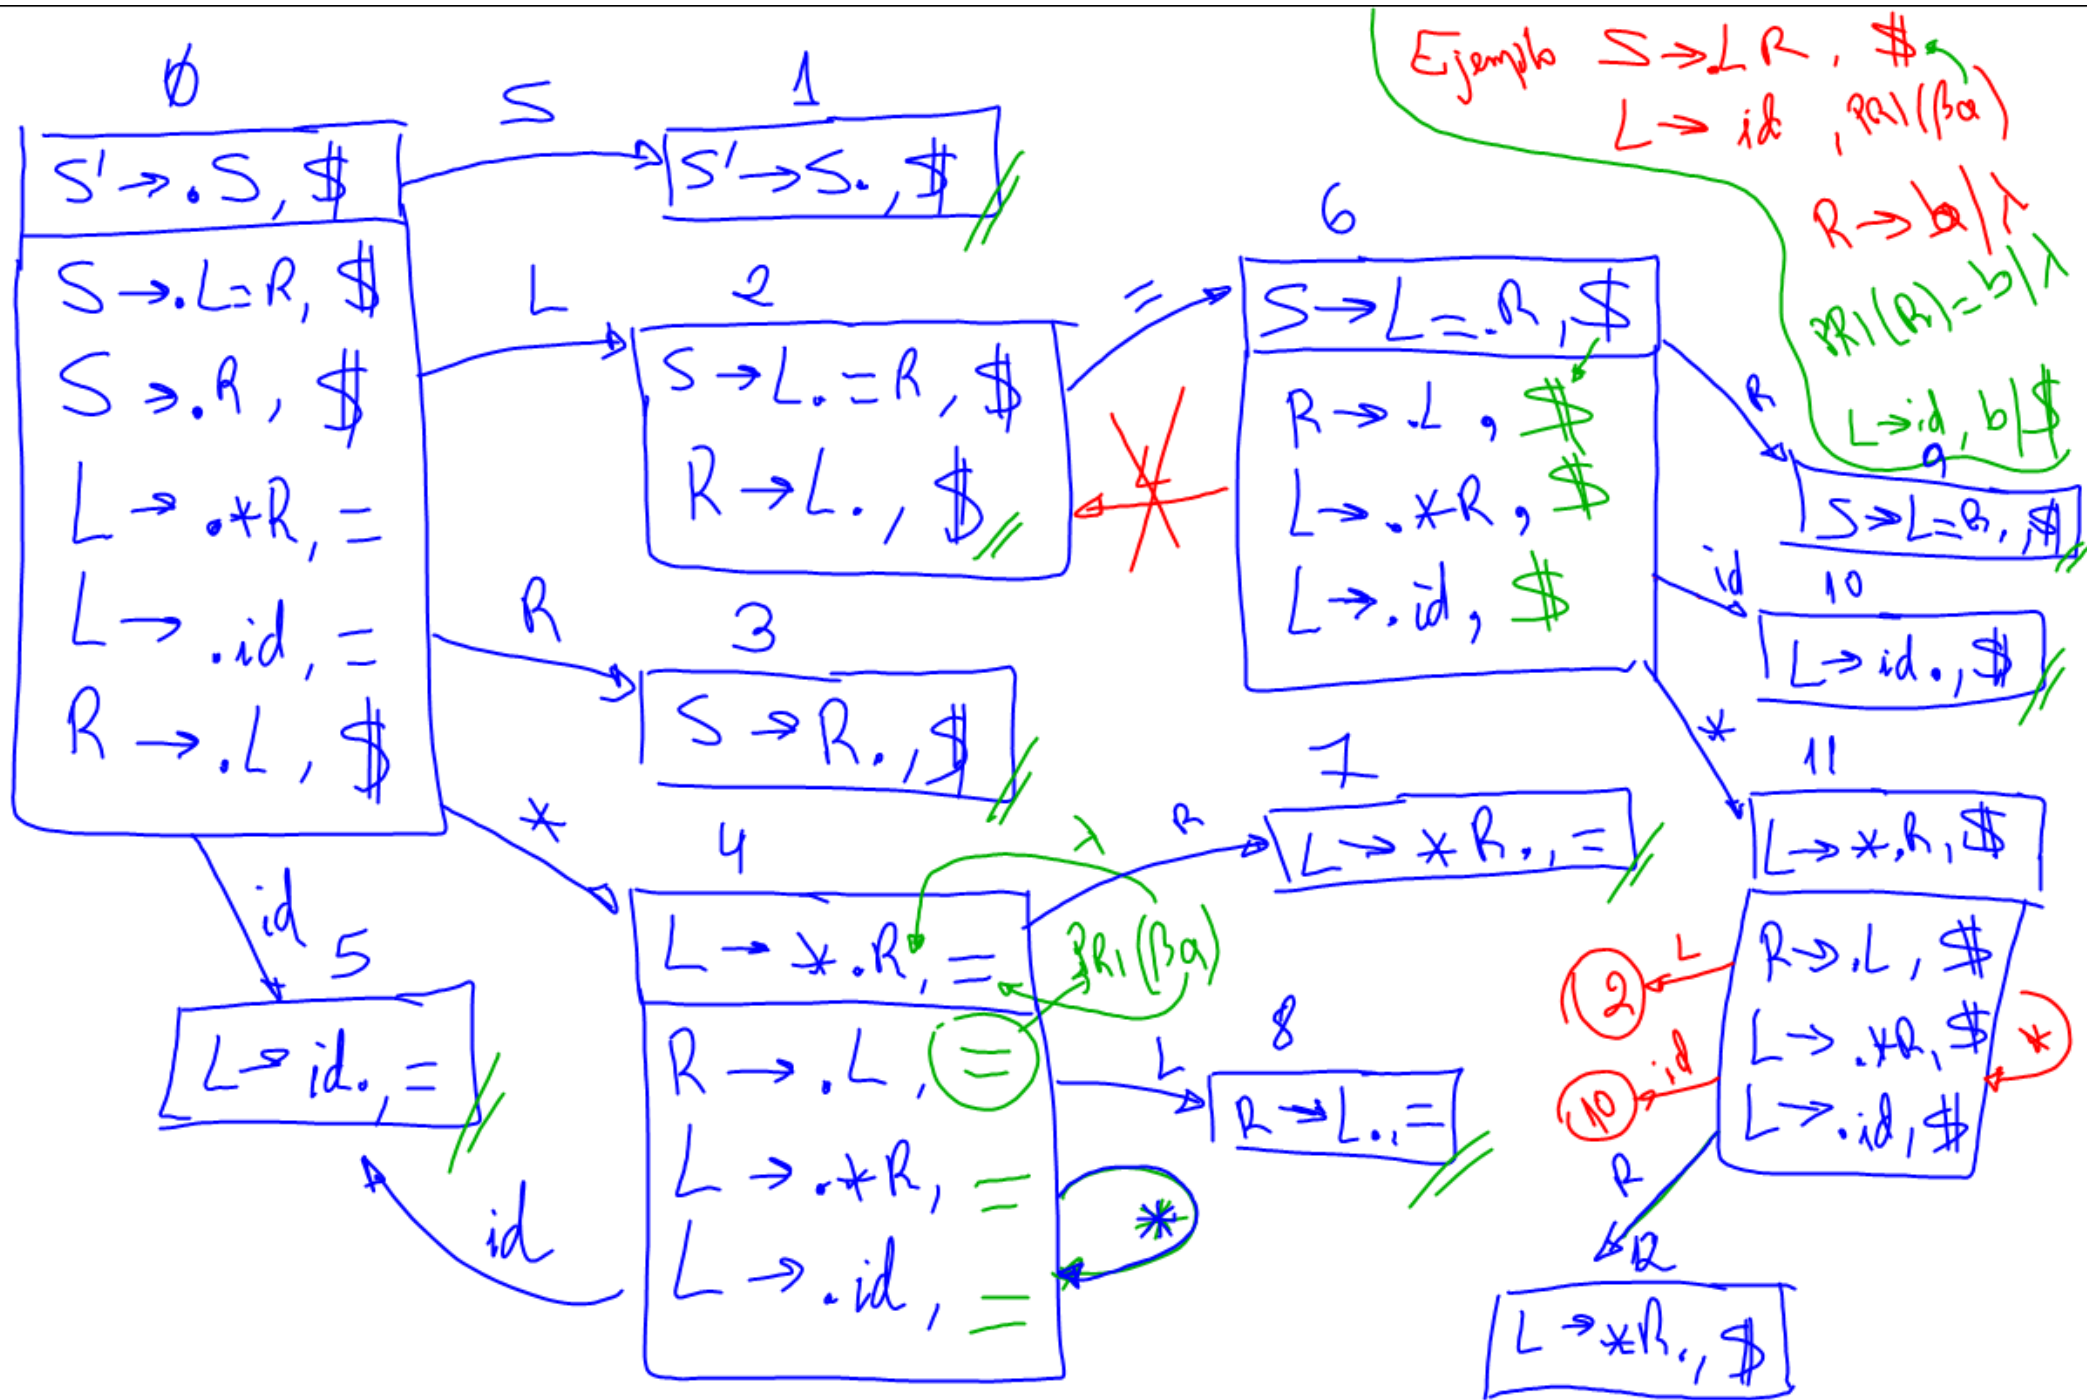 0
S' → .S, $
S → .L=R, $
S → .R, $
L → .*R, =
L → .id, =
R → .L, $
S
1
S' → S., $
L
2
S → L.=R, $
R → L., $
R
3
S → R., $
*
4
L → *.R, =
R → .L, =
L → .*R, =
L → .id, =
λ
PRI(βa)
*
id
5
L → id., =
id
=
6
S → L=.R, $
R → .L, $
L → .*R, $
L → .id, $
L
R
7
L → *R., =
L
8
R → L., =
R
9
S → L=R., $
id
10
L → id., $
*
11
L → *.R, $
R → .L, $
L → .*R, $
L → .id, $
L
2
id
10
*
R
12
L → *R., $
Ejemplo S → .LR, $
L → id, PRI(βa)
R → b|λ
PRI(R)=b|λ
L → id, b|$